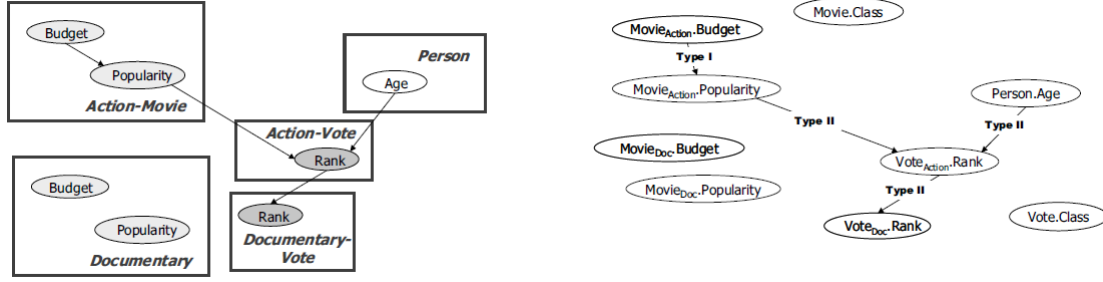 Budget
Popularity
Action-Movie
Person
Age
Action-Vote
Rank
Budget
Popularity
Documentary
Rank
Documentary-
Vote
Movie.Class
MovieAction.Budget
Type I
MovieAction.Popularity
Person.Age
Type II
Type II
MovieDoc.Budget
VoteAction.Rank
MovieDoc.Popularity
Type II
VoteDoc.Rank
Vote.Class